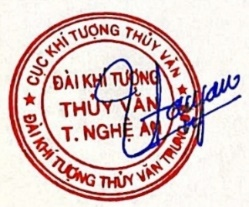 CỤC KHÍ TƯỢNG THỦY VĂN
ĐÀI KHÍ TƯỢNG
THỦY VĂN
T. NGHỆ AN
ĐÀI KHÍ TƯỢNG THỦY VĂN TRUNG